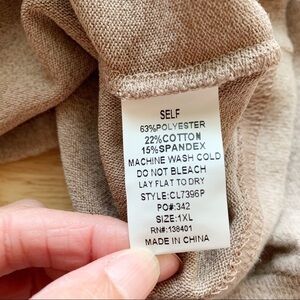 SELF
63%POLYESTER
22%COTTON
15%SPANDEX
MACHINE WASH COLD
DO NOT BLEACH
LAY FLAT TO DRY
STYLE:CL7396P
PO#:342
SIZE:1XL
RN#:138401
MADE IN CHINA